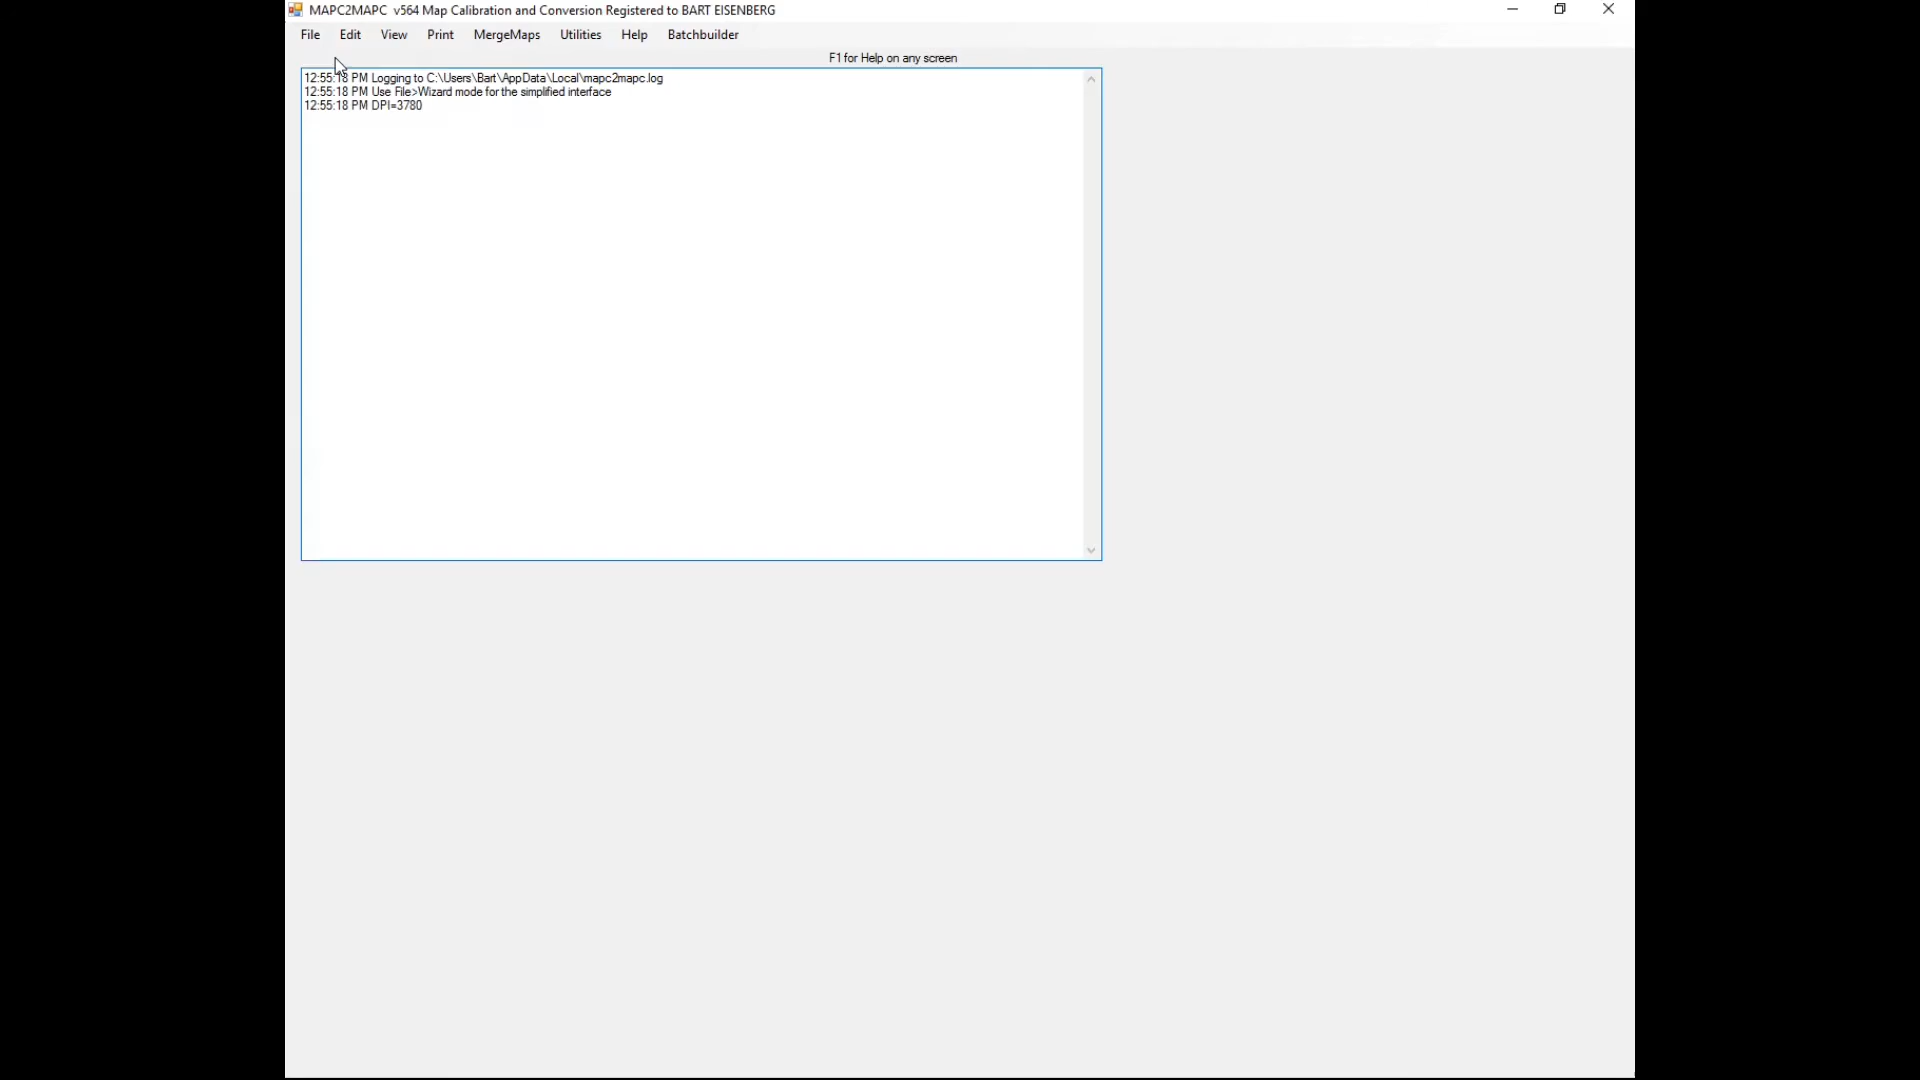 MAPC2MAPC v564 Map Calibration and Conversion Registered to BART EISENBERG
File Edit View Print MergeMaps Utilities Help Batchbuilder
F1 for Help on any screen
12:55:18 PM Logging to C:\Users\Bart\AppData\Local\mapc2mapc.log
12:55:18 PM Use File>Wizard mode for the simplified interface
12:55:18 PM DPI=3780